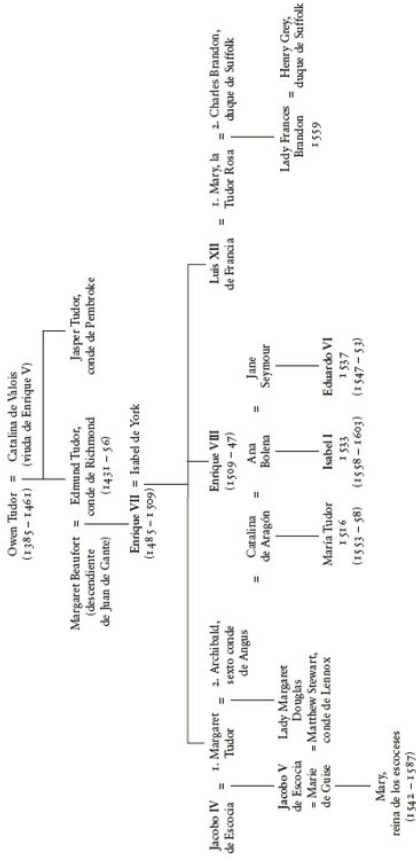 Owen Tudor = Catalina de Valois
(1385 – 1461) (viuda de Enrique V)
Margaret Beaufort = Edmund Tudor, Jasper Tudor,
(descendiente conde de Richmond conde de Pembroke
de Juan de Gante) (1431 – 56)
Enrique VII = Isabel de York
(1485 – 1509)
Jacobo IV = 1. Margaret = 2. Archibald, Enrique VIII Luis XII = 1. Mary, la = 2. Charles Brandon,
de Escocia Tudor sexto conde (1509 – 47) de Francia Tudor Rosa duque de Suffolk
de Angus
Jacobo V Lady Margaret = Catalina = Ana = Jane Lady Frances = Henry Grey,
de Escocia Douglas de Aragón Bolena Seymour Brandon duque de Suffolk
= Marie = Matthew Stewart, 1559
de Guise conde de Lennox
María Tudor Isabel I Eduardo VI
1516 1533 1537
(1553 – 58) (1558 – 1603) (1547 – 53)
Mary,
reina de los escoceses
(1542 – 1587)